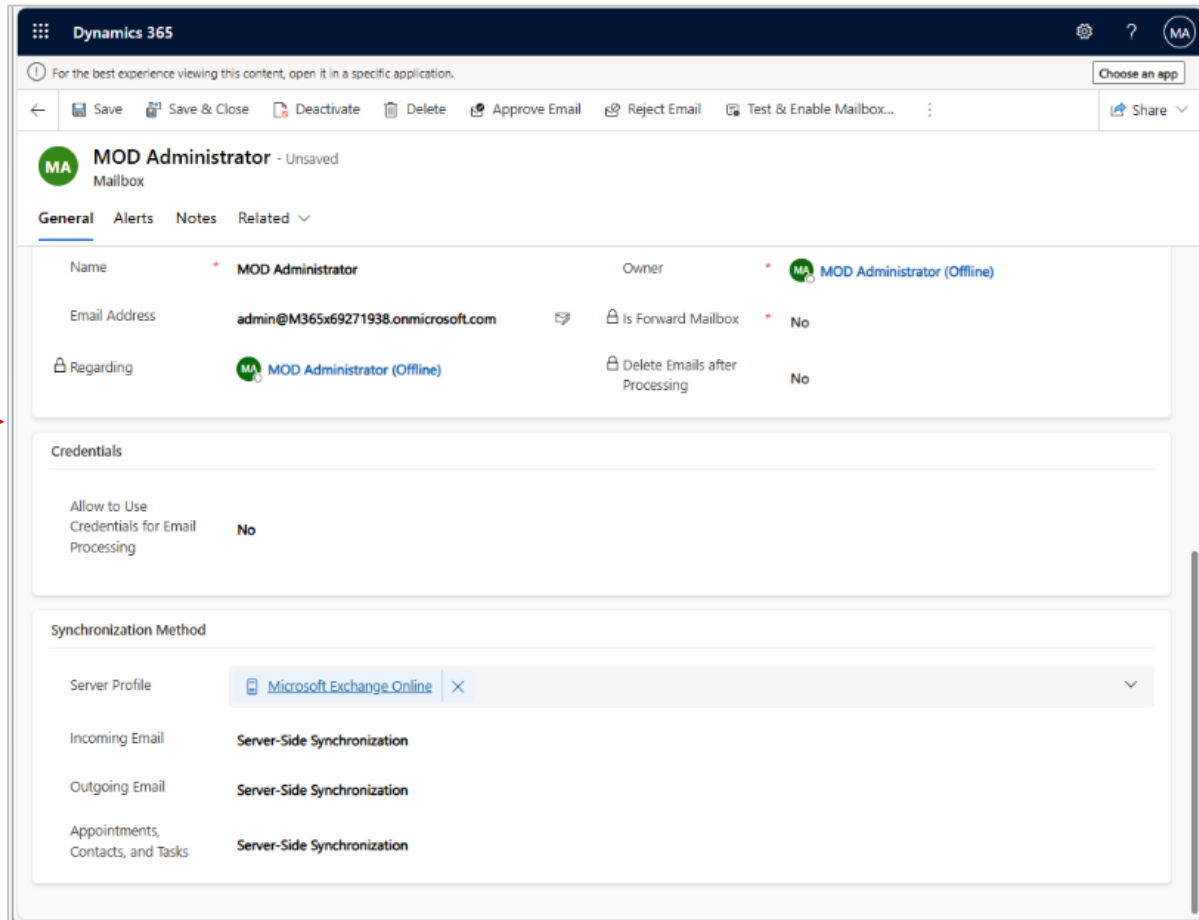 Dynamics 365
?
MA
For the best experience viewing this content, open it in a specific application.
Choose an app
Save
Save & Close
Deactivate
Delete
Approve Email
Reject Email
Test & Enable Mailbox...
Share
MA
MOD Administrator - Unsaved
Mailbox
General
Alerts
Notes
Related
Name
*
MOD Administrator
Owner
*
MA
MOD Administrator (Offline)
Email Address
admin@M365x69271938.onmicrosoft.com
Is Forward Mailbox
*
No
Regarding
MA
MOD Administrator (Offline)
Delete Emails after
Processing
No
Credentials
Allow to Use
Credentials for Email
Processing
No
Synchronization Method
Server Profile
Microsoft Exchange Online
Incoming Email
Server-Side Synchronization
Outgoing Email
Server-Side Synchronization
Appointments,
Contacts, and Tasks
Server-Side Synchronization